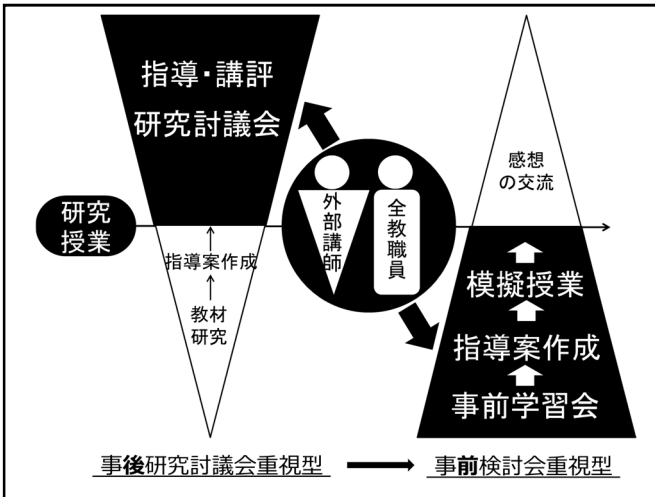 指導・講評
研究討議会
研究
授業
指導案作成
教材
研究
外部講師
全教職員
感想
の交流
模擬授業
指導案作成
事前学習会
事後研究討議会重視型
事前検討会重視型